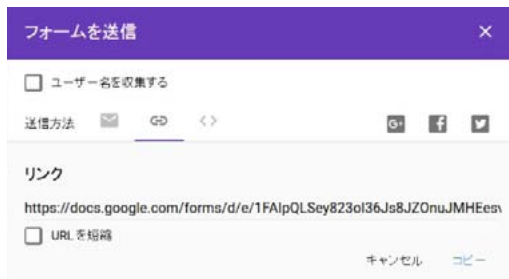 フォームを送信
ユーザー名を収集する
送信方法
リンク
https://docs.google.com/forms/d/e/1FAIpQLSey823oI36Js8JZOnuJMHEesv
URL を短縮
キャンセル コピー